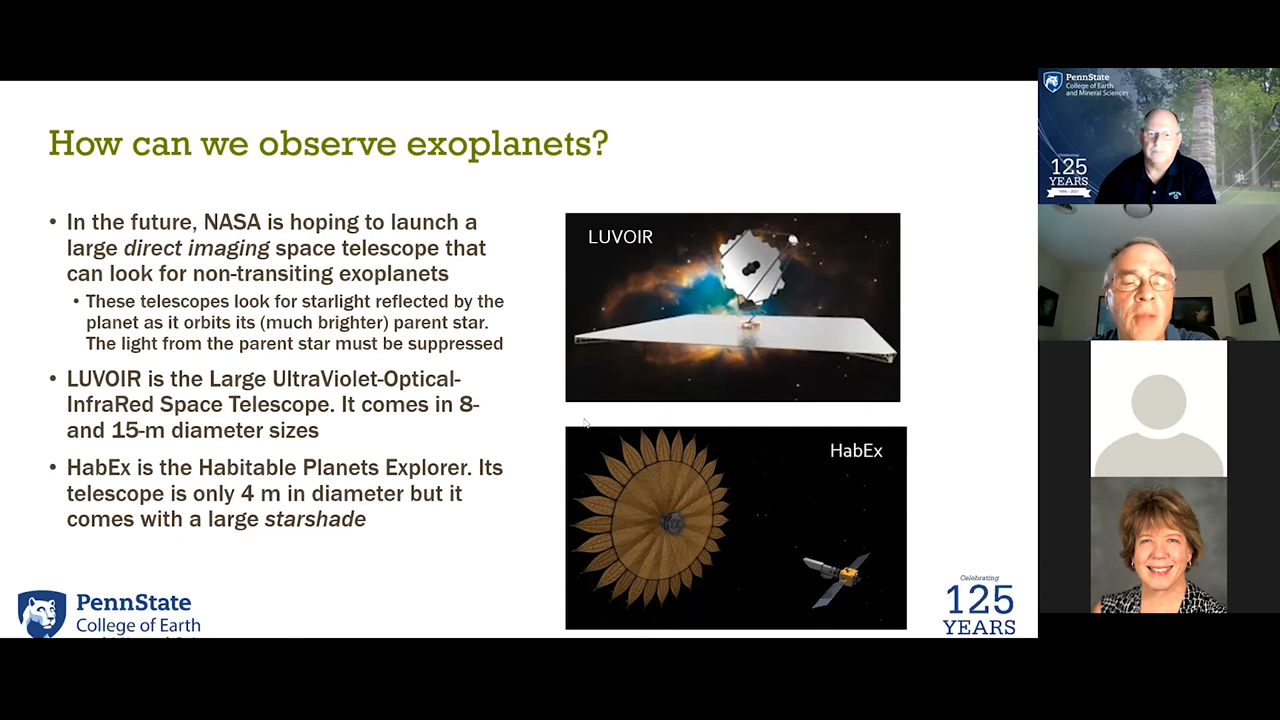 How can we observe exoplanets?
• In the future, NASA is hoping to launch a
large direct imaging space telescope that
can look for non-transiting exoplanets
• These telescopes look for starlight reflected by the
planet as it orbits its (much brighter) parent star.
The light from the parent star must be suppressed
• LUVOIR is the Large UltraViolet-Optical-
InfraRed Space Telescope. It comes in 8-
and 15-m diameter sizes
• HabEx is the Habitable Planets Explorer. Its
telescope is only 4 m in diameter but it
comes with a large starshade
LUVOIR
HabEx
PennState
College of Earth
Celebrating
125
YEARS
PennState
College of Earth
and Mineral Sciences
Celebrating
125
YEARS